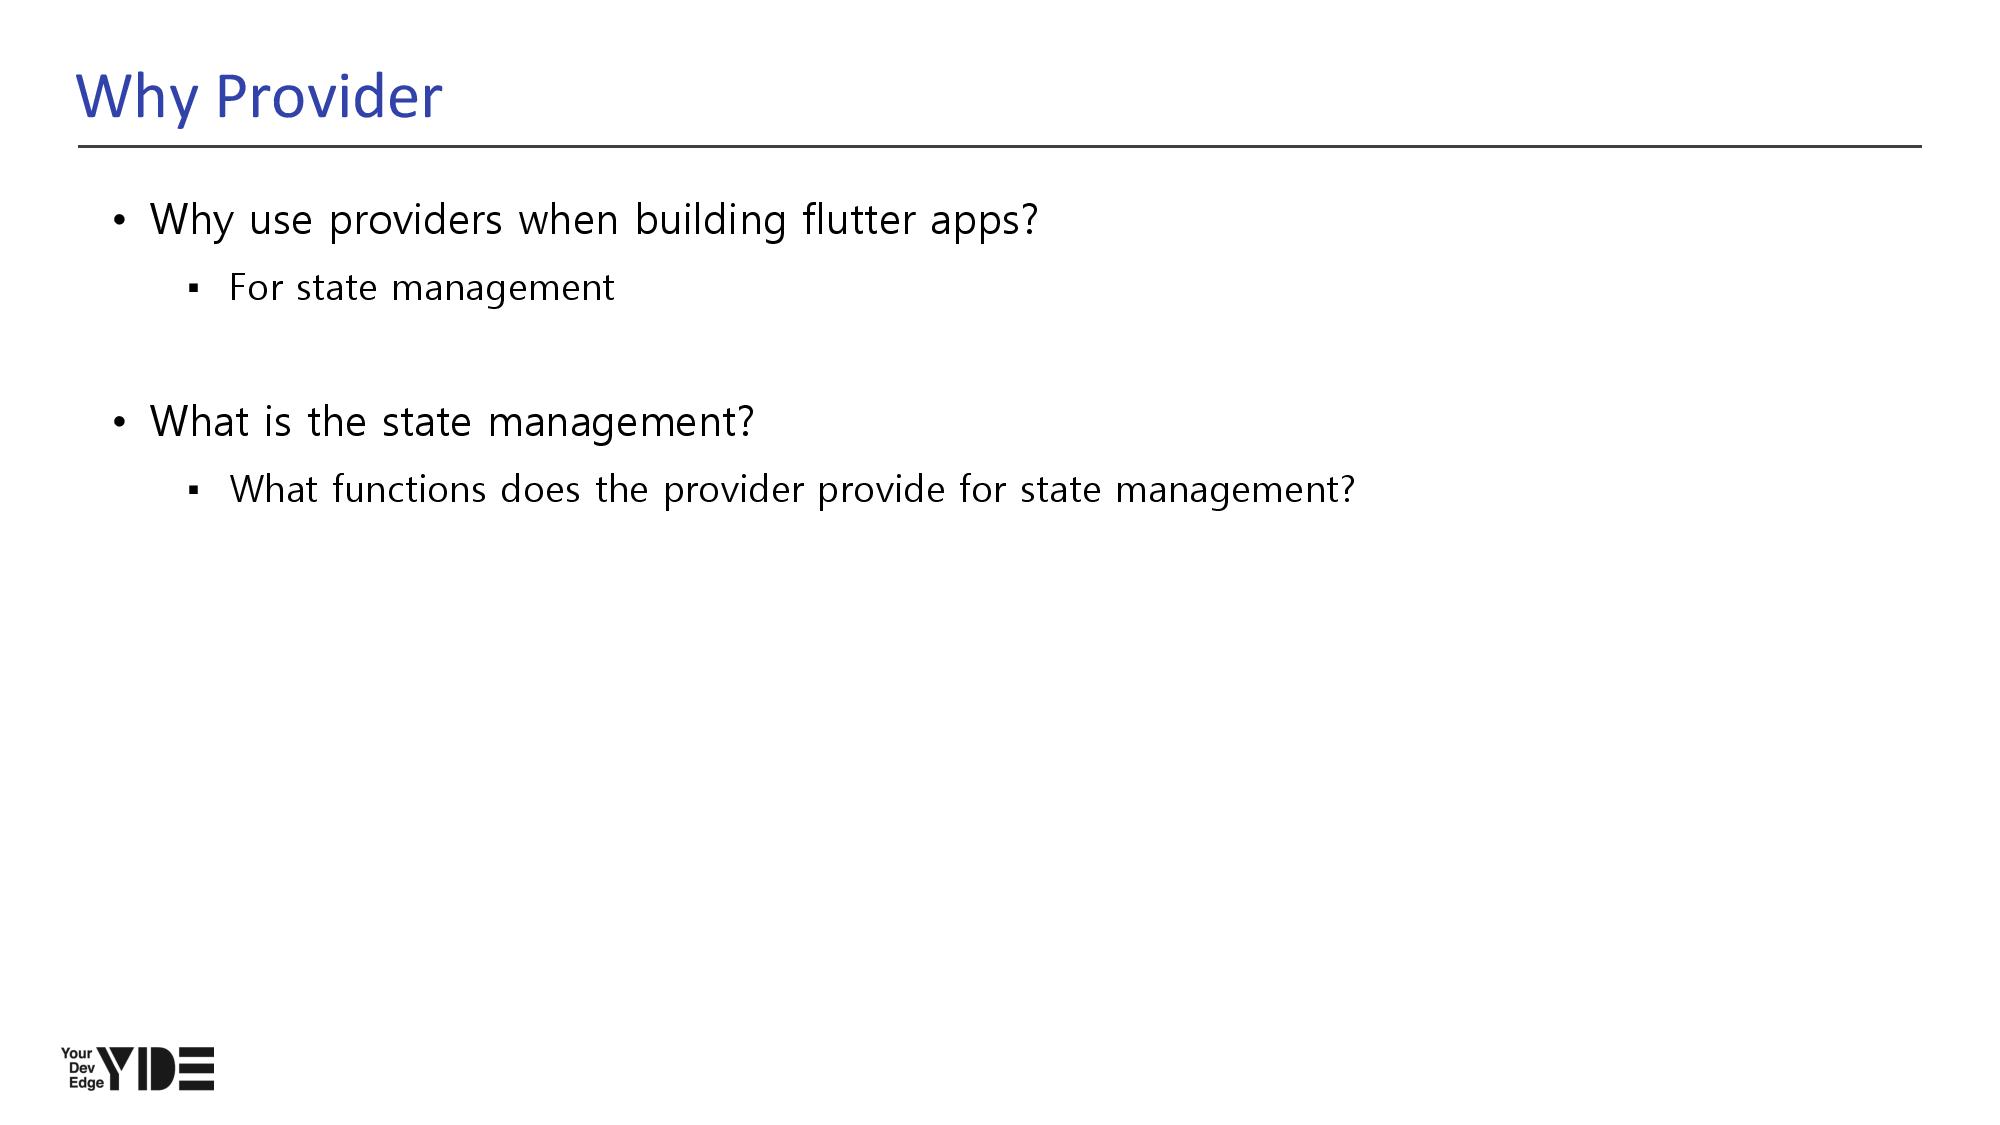 Why Provider
• Why use providers when building flutter apps?
▪ For state management
• What is the state management?
▪ What functions does the provider provide for state management?
Your
Dev
Edge
YDE